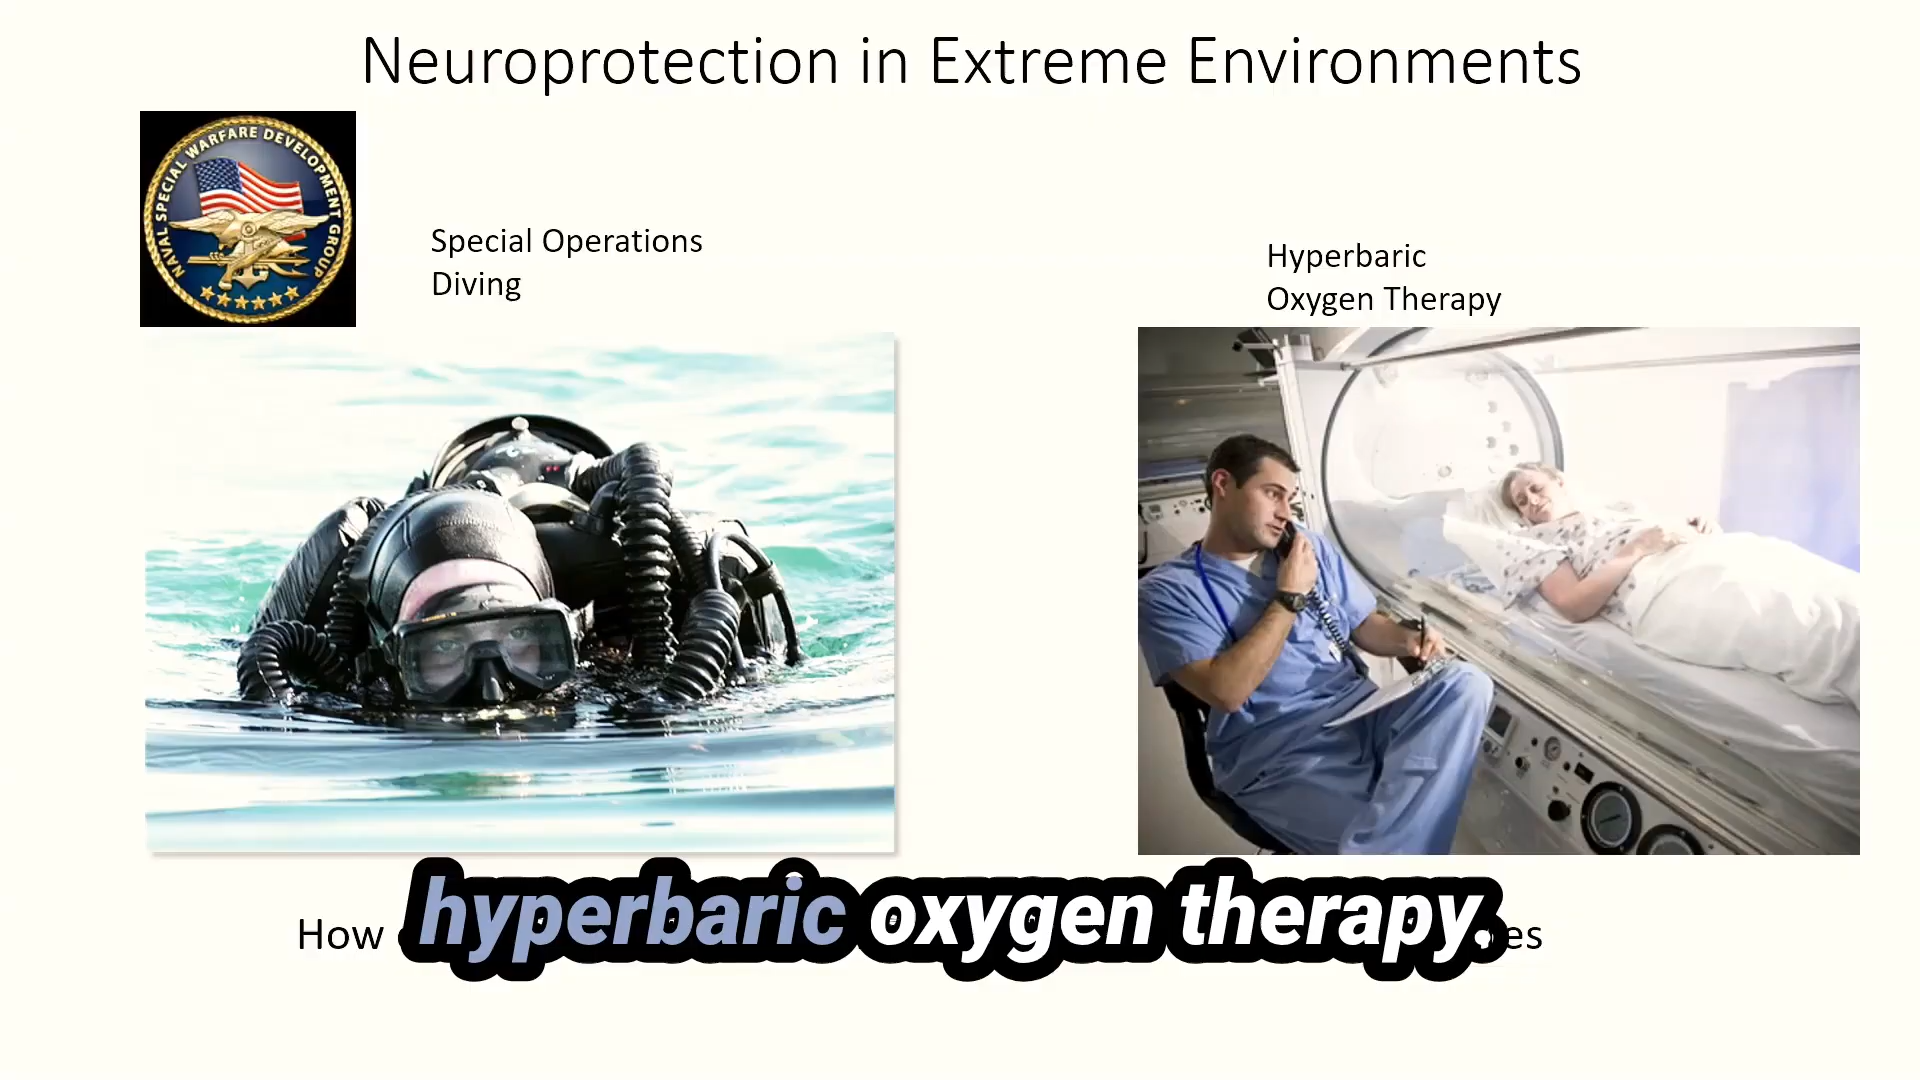 Neuroprotection in Extreme Environments
NAVAL SPECIAL WARFARE DEVELOPMENT GROUP
Special Operations
Diving
Hyperbaric
Oxygen Therapy
How
hyperbaric oxygen therapy.